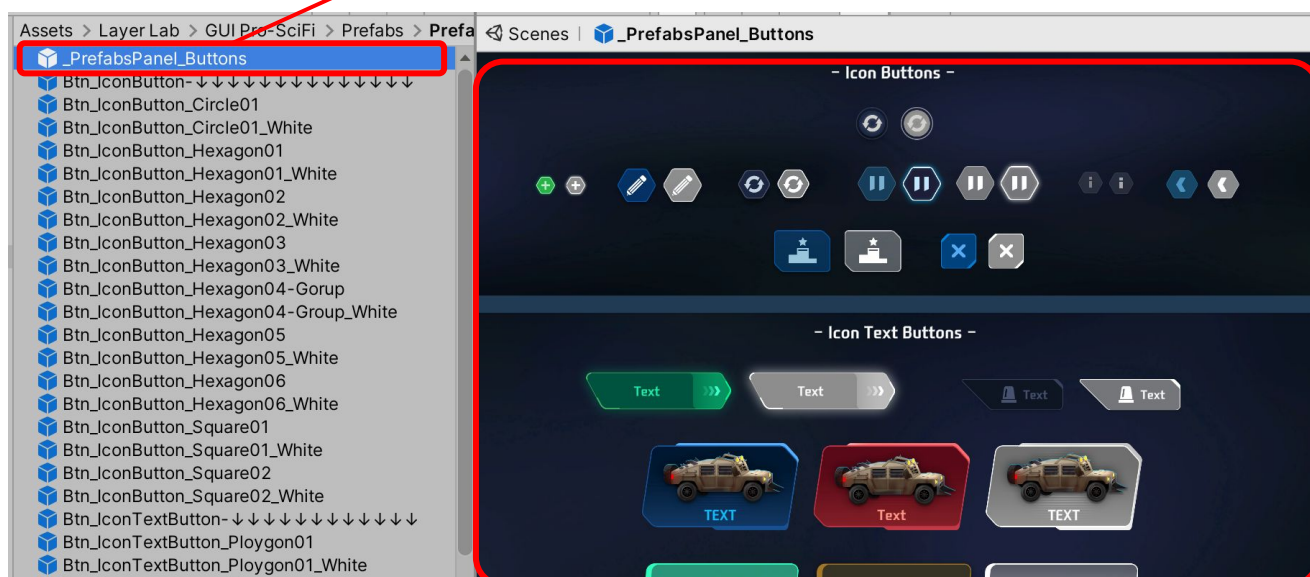 Assets > Layer Lab > GUI Pro-SciFi > Prefabs > Prefa
_PrefabsPanel_Buttons
Btn_IconButton-↓↓↓↓↓↓↓↓↓↓↓↓↓↓
Btn_IconButton_Circle01
Btn_IconButton_Circle01_White
Btn_IconButton_Hexagon01
Btn_IconButton_Hexagon01_White
Btn_IconButton_Hexagon02
Btn_IconButton_Hexagon02_White
Btn_IconButton_Hexagon03
Btn_IconButton_Hexagon03_White
Btn_IconButton_Hexagon04-Gorup
Btn_IconButton_Hexagon04-Group_White
Btn_IconButton_Hexagon05
Btn_IconButton_Hexagon05_White
Btn_IconButton_Hexagon06
Btn_IconButton_Hexagon06_White
Btn_IconButton_Square01
Btn_IconButton_Square01_White
Btn_IconButton_Square02
Btn_IconButton_Square02_White
Btn_IconTextButton-↓↓↓↓↓↓↓↓↓↓↓↓
Btn_IconTextButton_Ploygon01
Btn_IconTextButton_Ploygon01_White
Scenes | _PrefabsPanel_Buttons
– Icon Buttons –
– Icon Text Buttons –
Text Text Text Text
TEXT Text TEXT